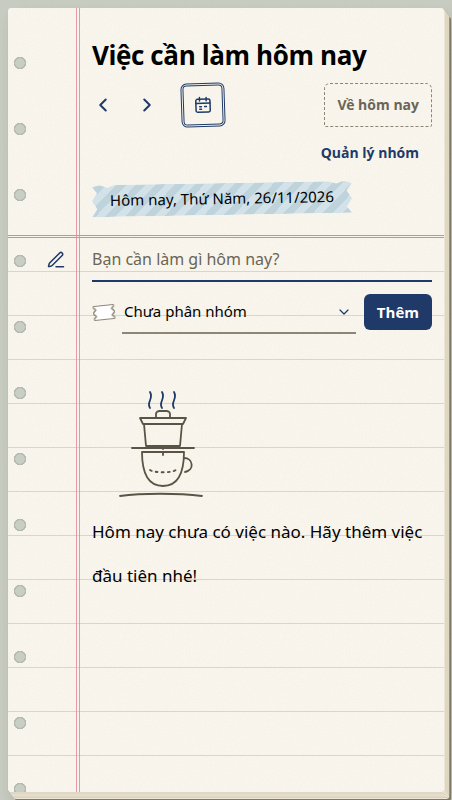 Việc cần làm hôm nay
Về hôm nay
Quản lý nhóm
Hôm nay, Thứ Năm, 26/11/2026
Bạn cần làm gì hôm nay?
Chưa phân nhóm
Thêm
Hôm nay chưa có việc nào. Hãy thêm việc
đầu tiên nhé!